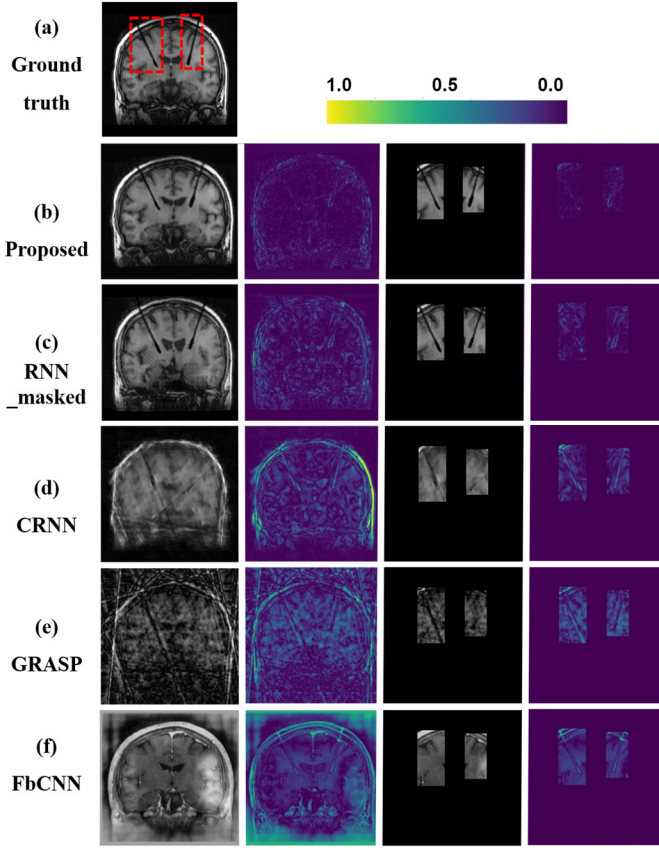 (a)
Ground
truth
1.0 0.5 0.0
(b)
Proposed
(c)
RNN
_masked
(d)
CRNN
(e)
GRASP
(f)
FbCNN